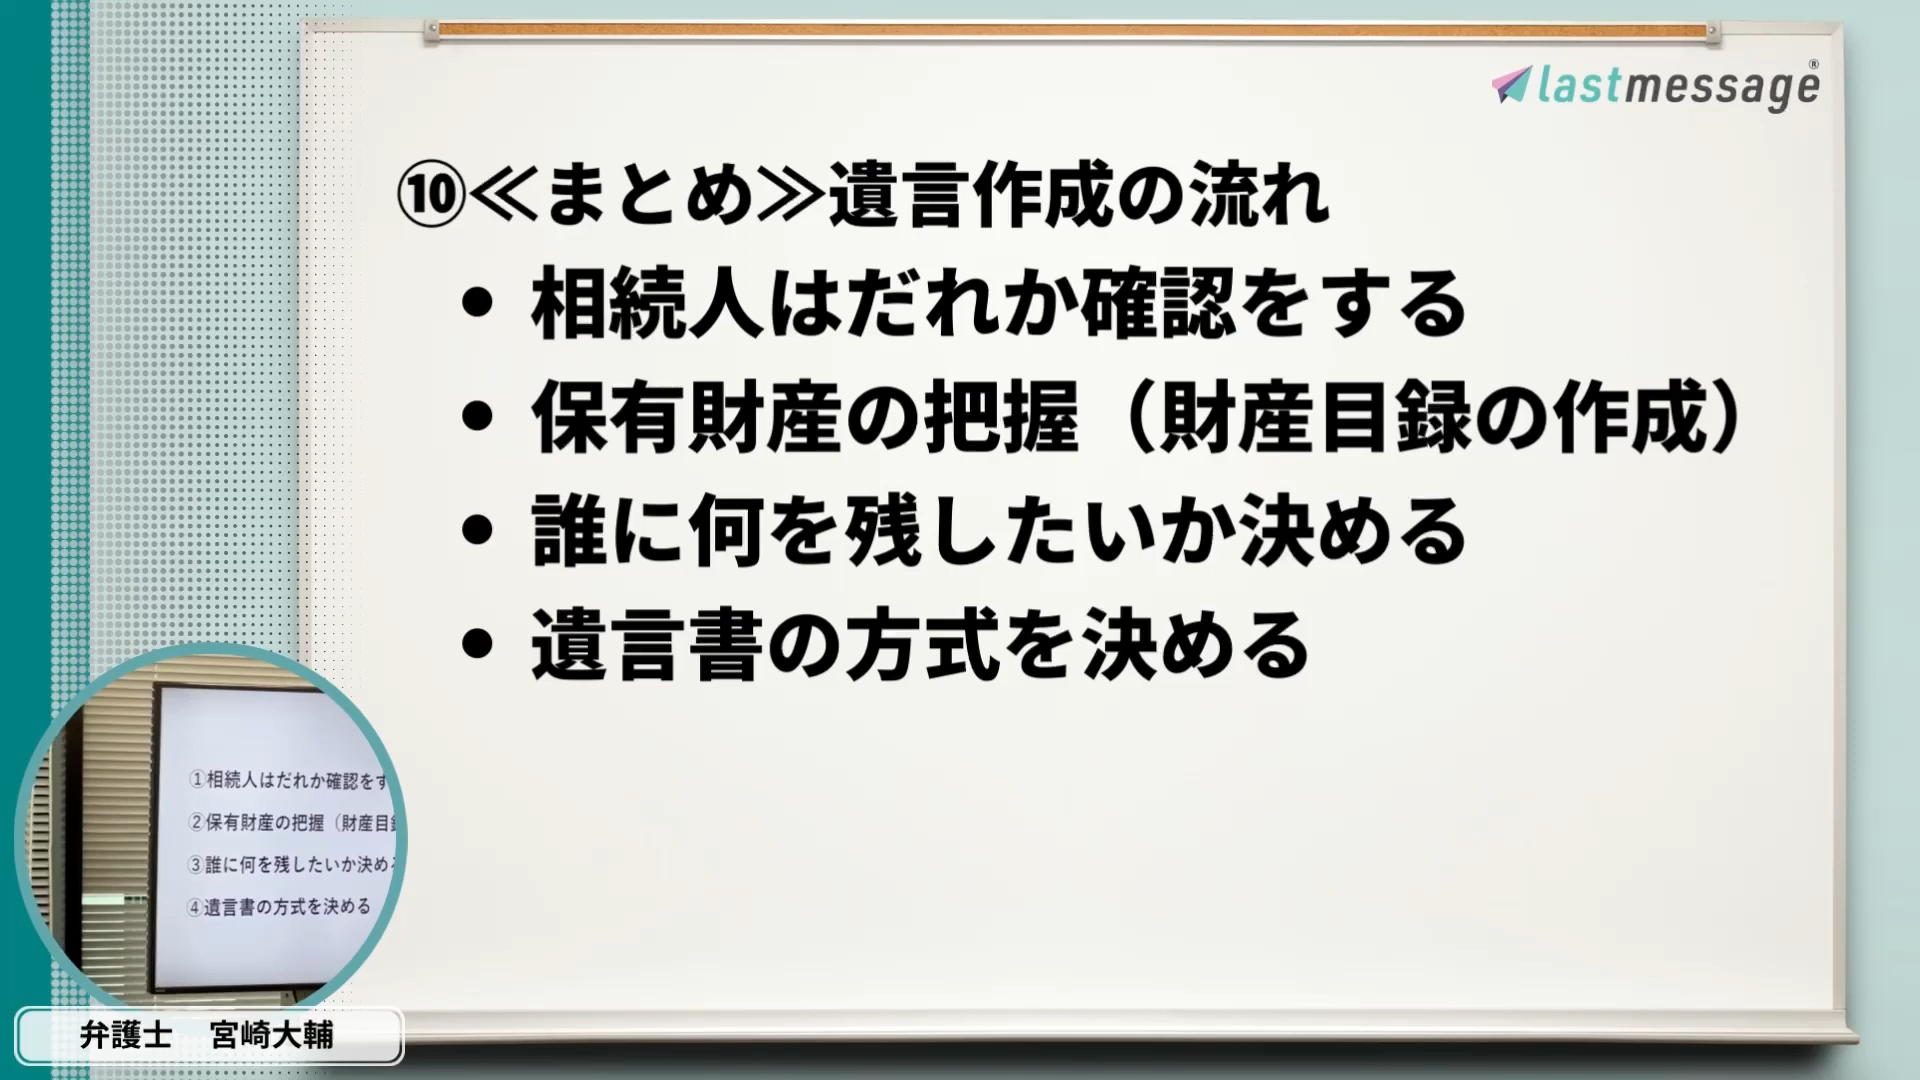 lastmessage®
⑩≪まとめ≫遺言作成の流れ
• 相続人はだれか確認をする
• 保有財産の把握（財産目録の作成）
• 誰に何を残したいか決める
• 遺言書の方式を決める
①相続人はだれか確認をす
②保有財産の把握（財産目
③誰に何を残したいか決め
④遺言書の方式を決める
弁護士 宮崎大輔